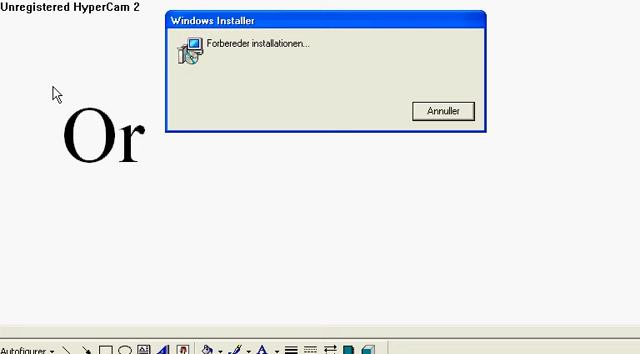 Unregistered HyperCam 2
Windows Installer
Forbereder installationen...
Annuller
Or
Autofigurer